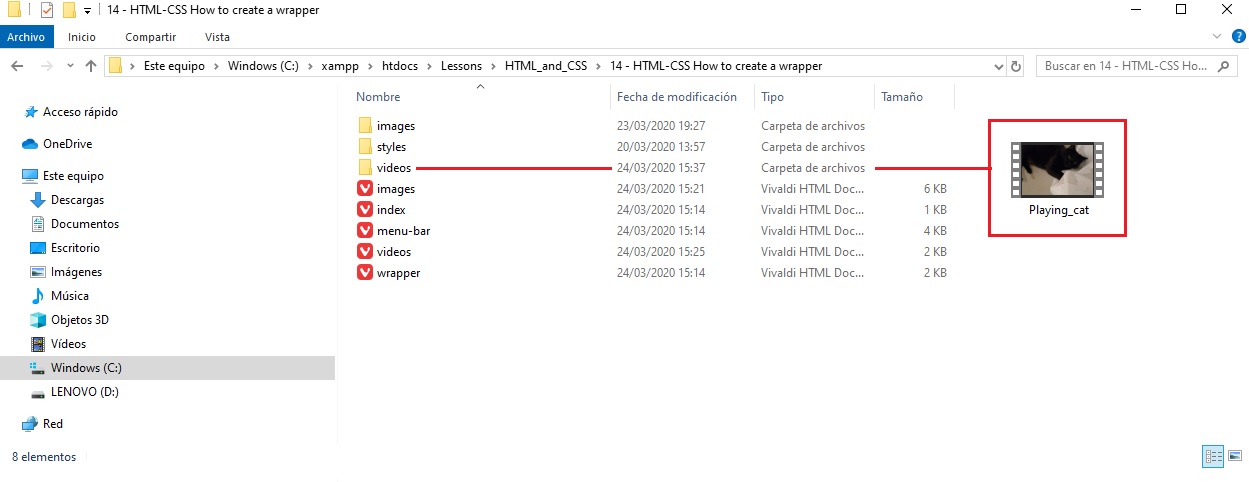 14 - HTML-CSS How to create a wrapper
Archivo Inicio Compartir Vista
Este equipo Windows (C:) xampp htdocs Lessons HTML_and_CSS 14 - HTML-CSS How to create a wrapper Buscar en 14 - HTML-CSS Ho...
Nombre Fecha de modificación Tipo Tamaño
images 23/03/2020 19:27 Carpeta de archivos
styles 20/03/2020 13:57 Carpeta de archivos
videos 24/03/2020 15:37 Carpeta de archivos
images 24/03/2020 15:21 Vivaldi HTML Doc... 6 KB
index 24/03/2020 15:14 Vivaldi HTML Doc... 1 KB
menu-bar 24/03/2020 15:14 Vivaldi HTML Doc... 4 KB
videos 24/03/2020 15:25 Vivaldi HTML Doc... 2 KB
wrapper 24/03/2020 15:14 Vivaldi HTML Doc... 2 KB
Playing_cat
Acceso rápido
OneDrive
Este equipo
Descargas
Documentos
Escritorio
Imágenes
Música
Objetos 3D
Vídeos
Windows (C:)
LENOVO (D:)
Red
8 elementos